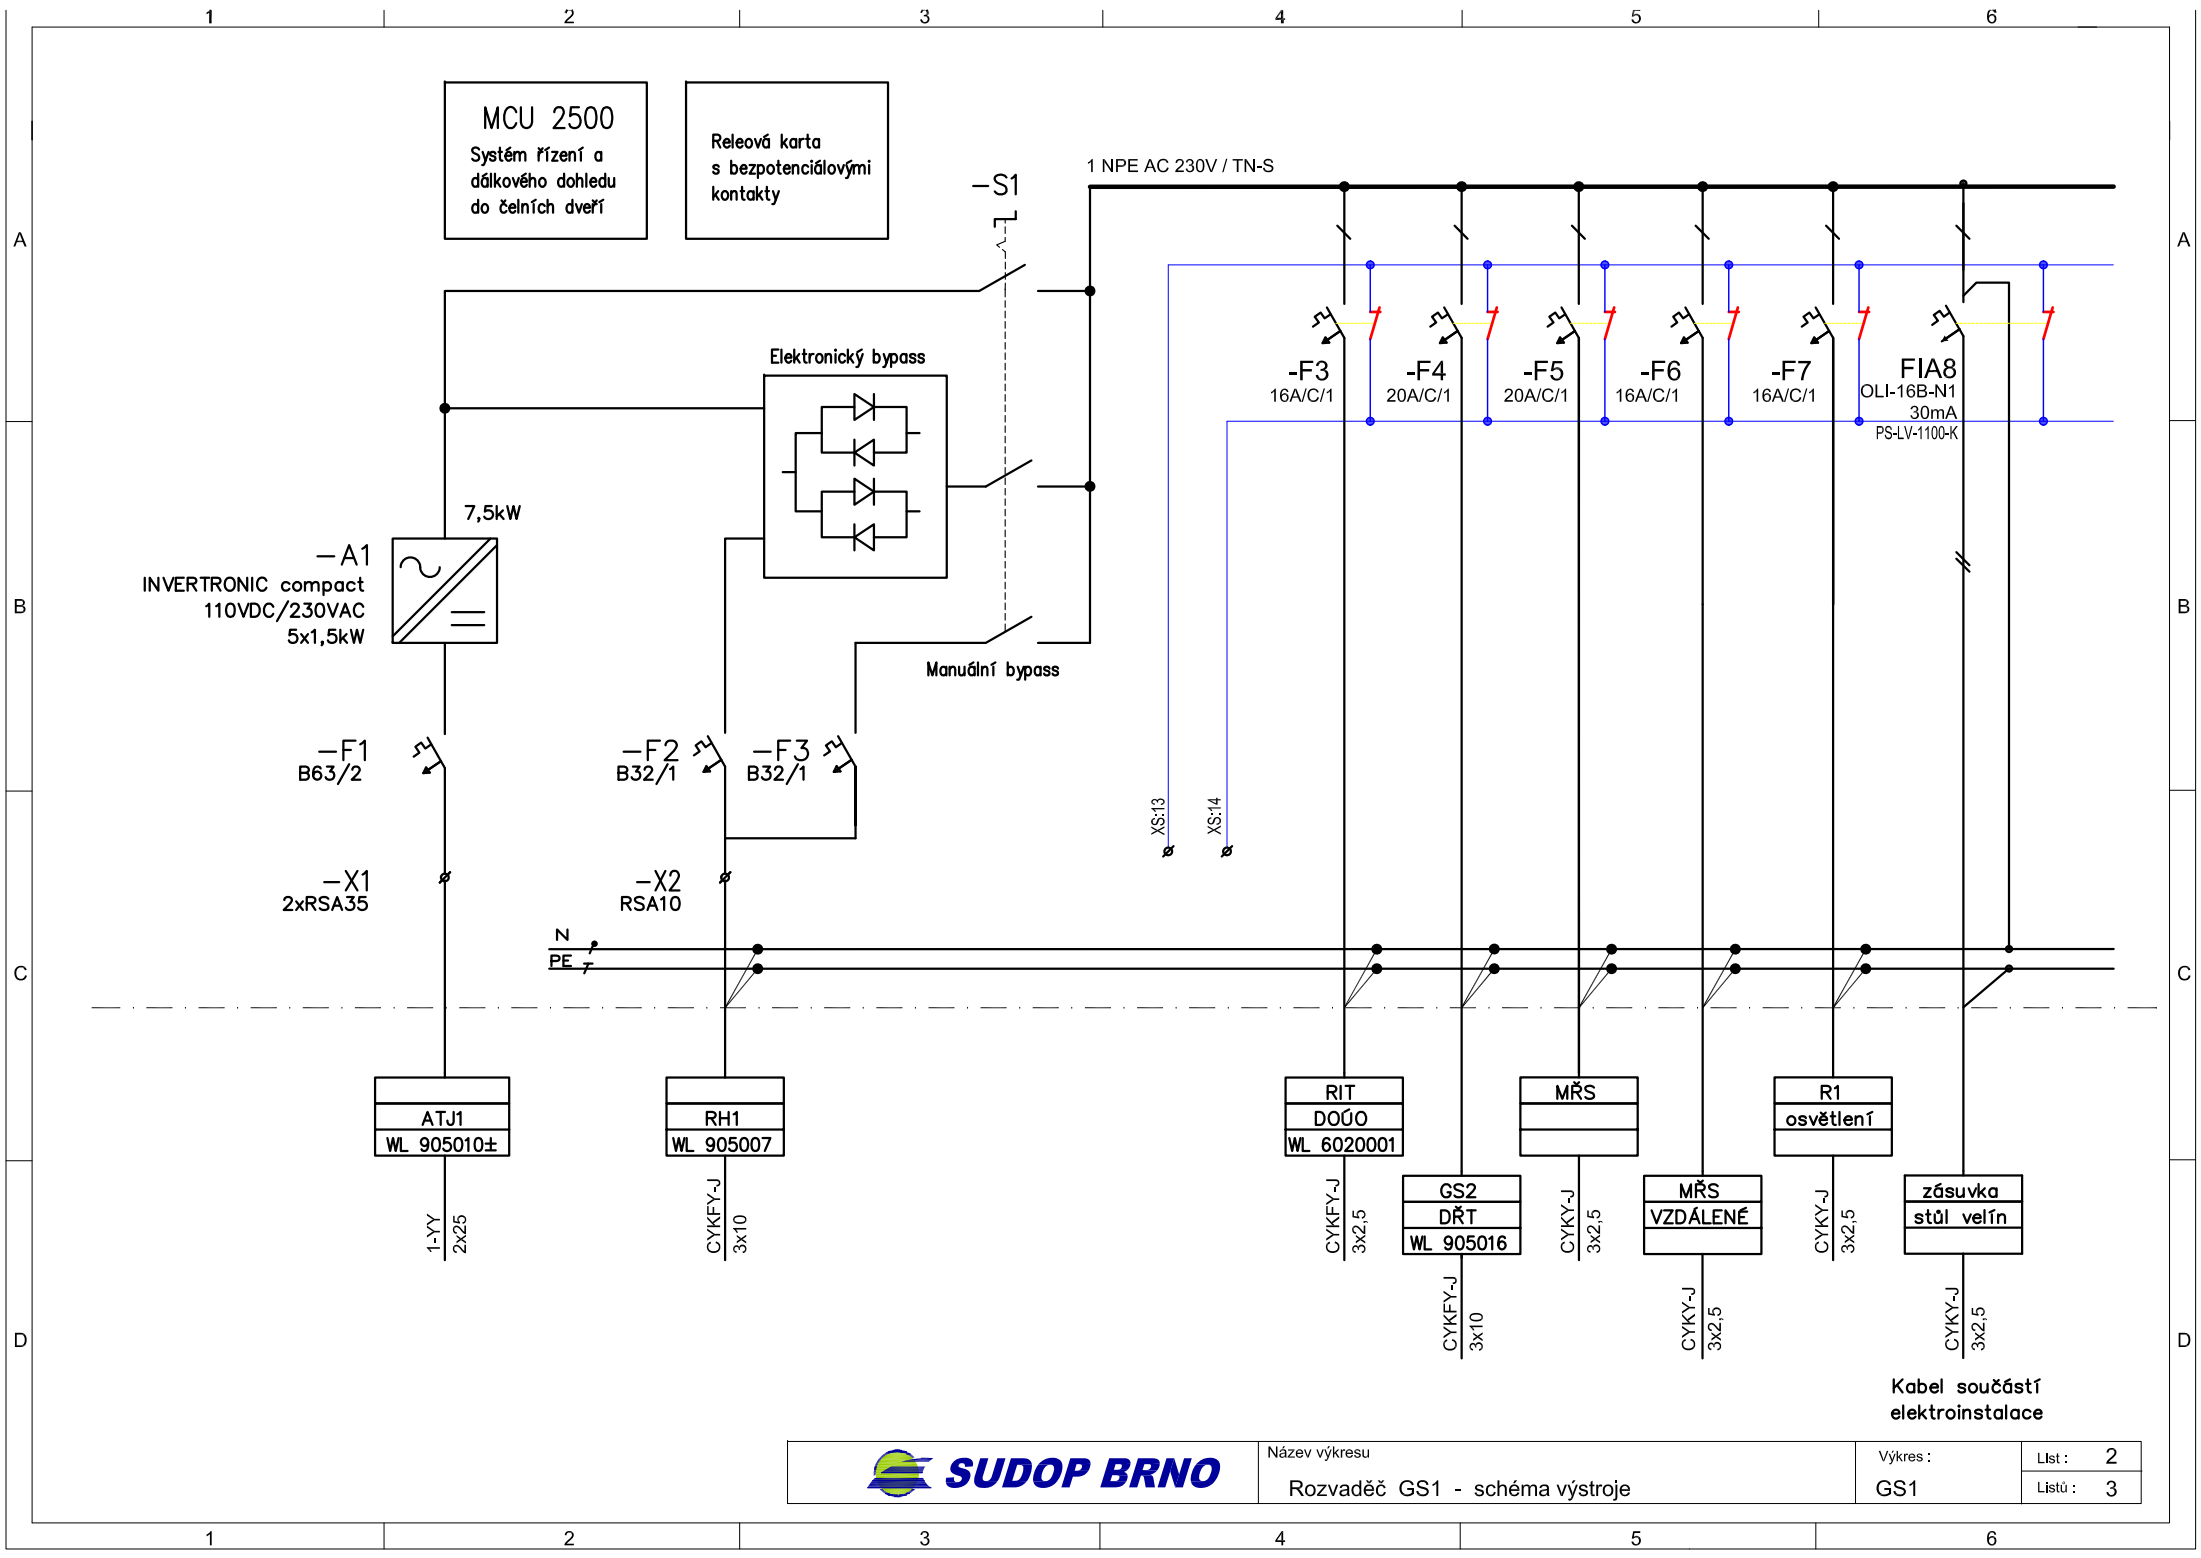 1 2 3 4 5 6
MCU 2500
Systém řízení a
dálkového dohledu
do čelních dveří
Releová karta
s bezpotenciálovými
kontakty
1 NPE AC 230V / TN-S
-S1
A
A
Elektronický bypass
-F3
16A/C/1
-F4
20A/C/1
-F5
20A/C/1
-F6
16A/C/1
-F7
16A/C/1
FIA8
OLI-16B-N1
30mA
PS-LV-1100-K
7,5kW
-A1
INVERTRONIC compact
110VDC/230VAC
5x1,5kW
B
B
Manuální bypass
-F1
B63/2
-F2
B32/1
-F3
B32/1
XS:13
XS:14
-X1
2xRSA35
-X2
RSA10
N
PE
C
C
ATJ1
WL 905010±
RH1
WL 905007
RIT
DOÚO
WL 6020001
MŘS
R1
osvětlení
GS2
DŘT
WL 905016
MŘS
VZDÁLENÉ
zásuvka
stůl velín
1-YY
2x25
CYKFY-J
3x10
CYKFY-J
3x2,5
CYKY-J
3x2,5
CYKY-J
3x2,5
CYKFY-J
3x10
CYKY-J
3x2,5
CYKY-J
3x2,5
D
D
Kabel součástí
elektroinstalace
SUDOP BRNO
Název výkresu
Rozvaděč GS1 - schéma výstroje
Výkres :
GS1
List : 2
Listů : 3
1 2 3 4 5 6